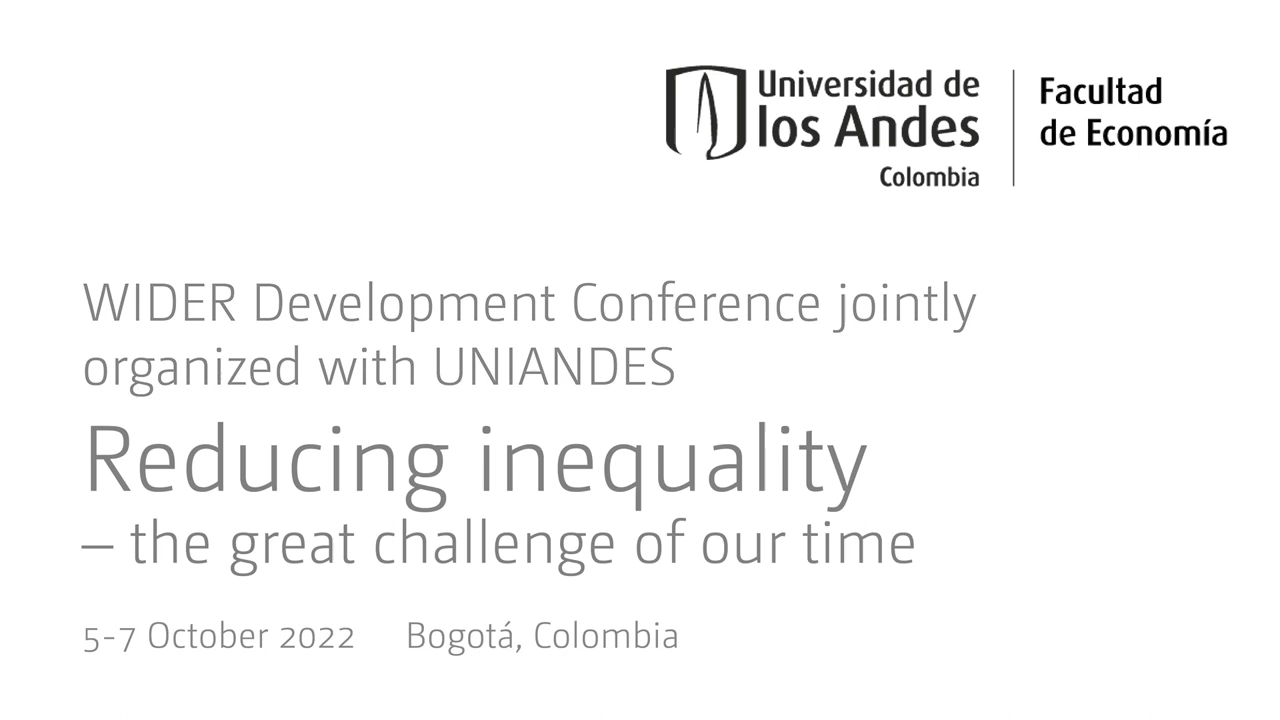 Universidad de
los Andes
Colombia
Facultad
de Economía
WIDER Development Conference jointly
organized with UNIANDES
Reducing inequality
– the great challenge of our time
5-7 October 2022 Bogotá, Colombia